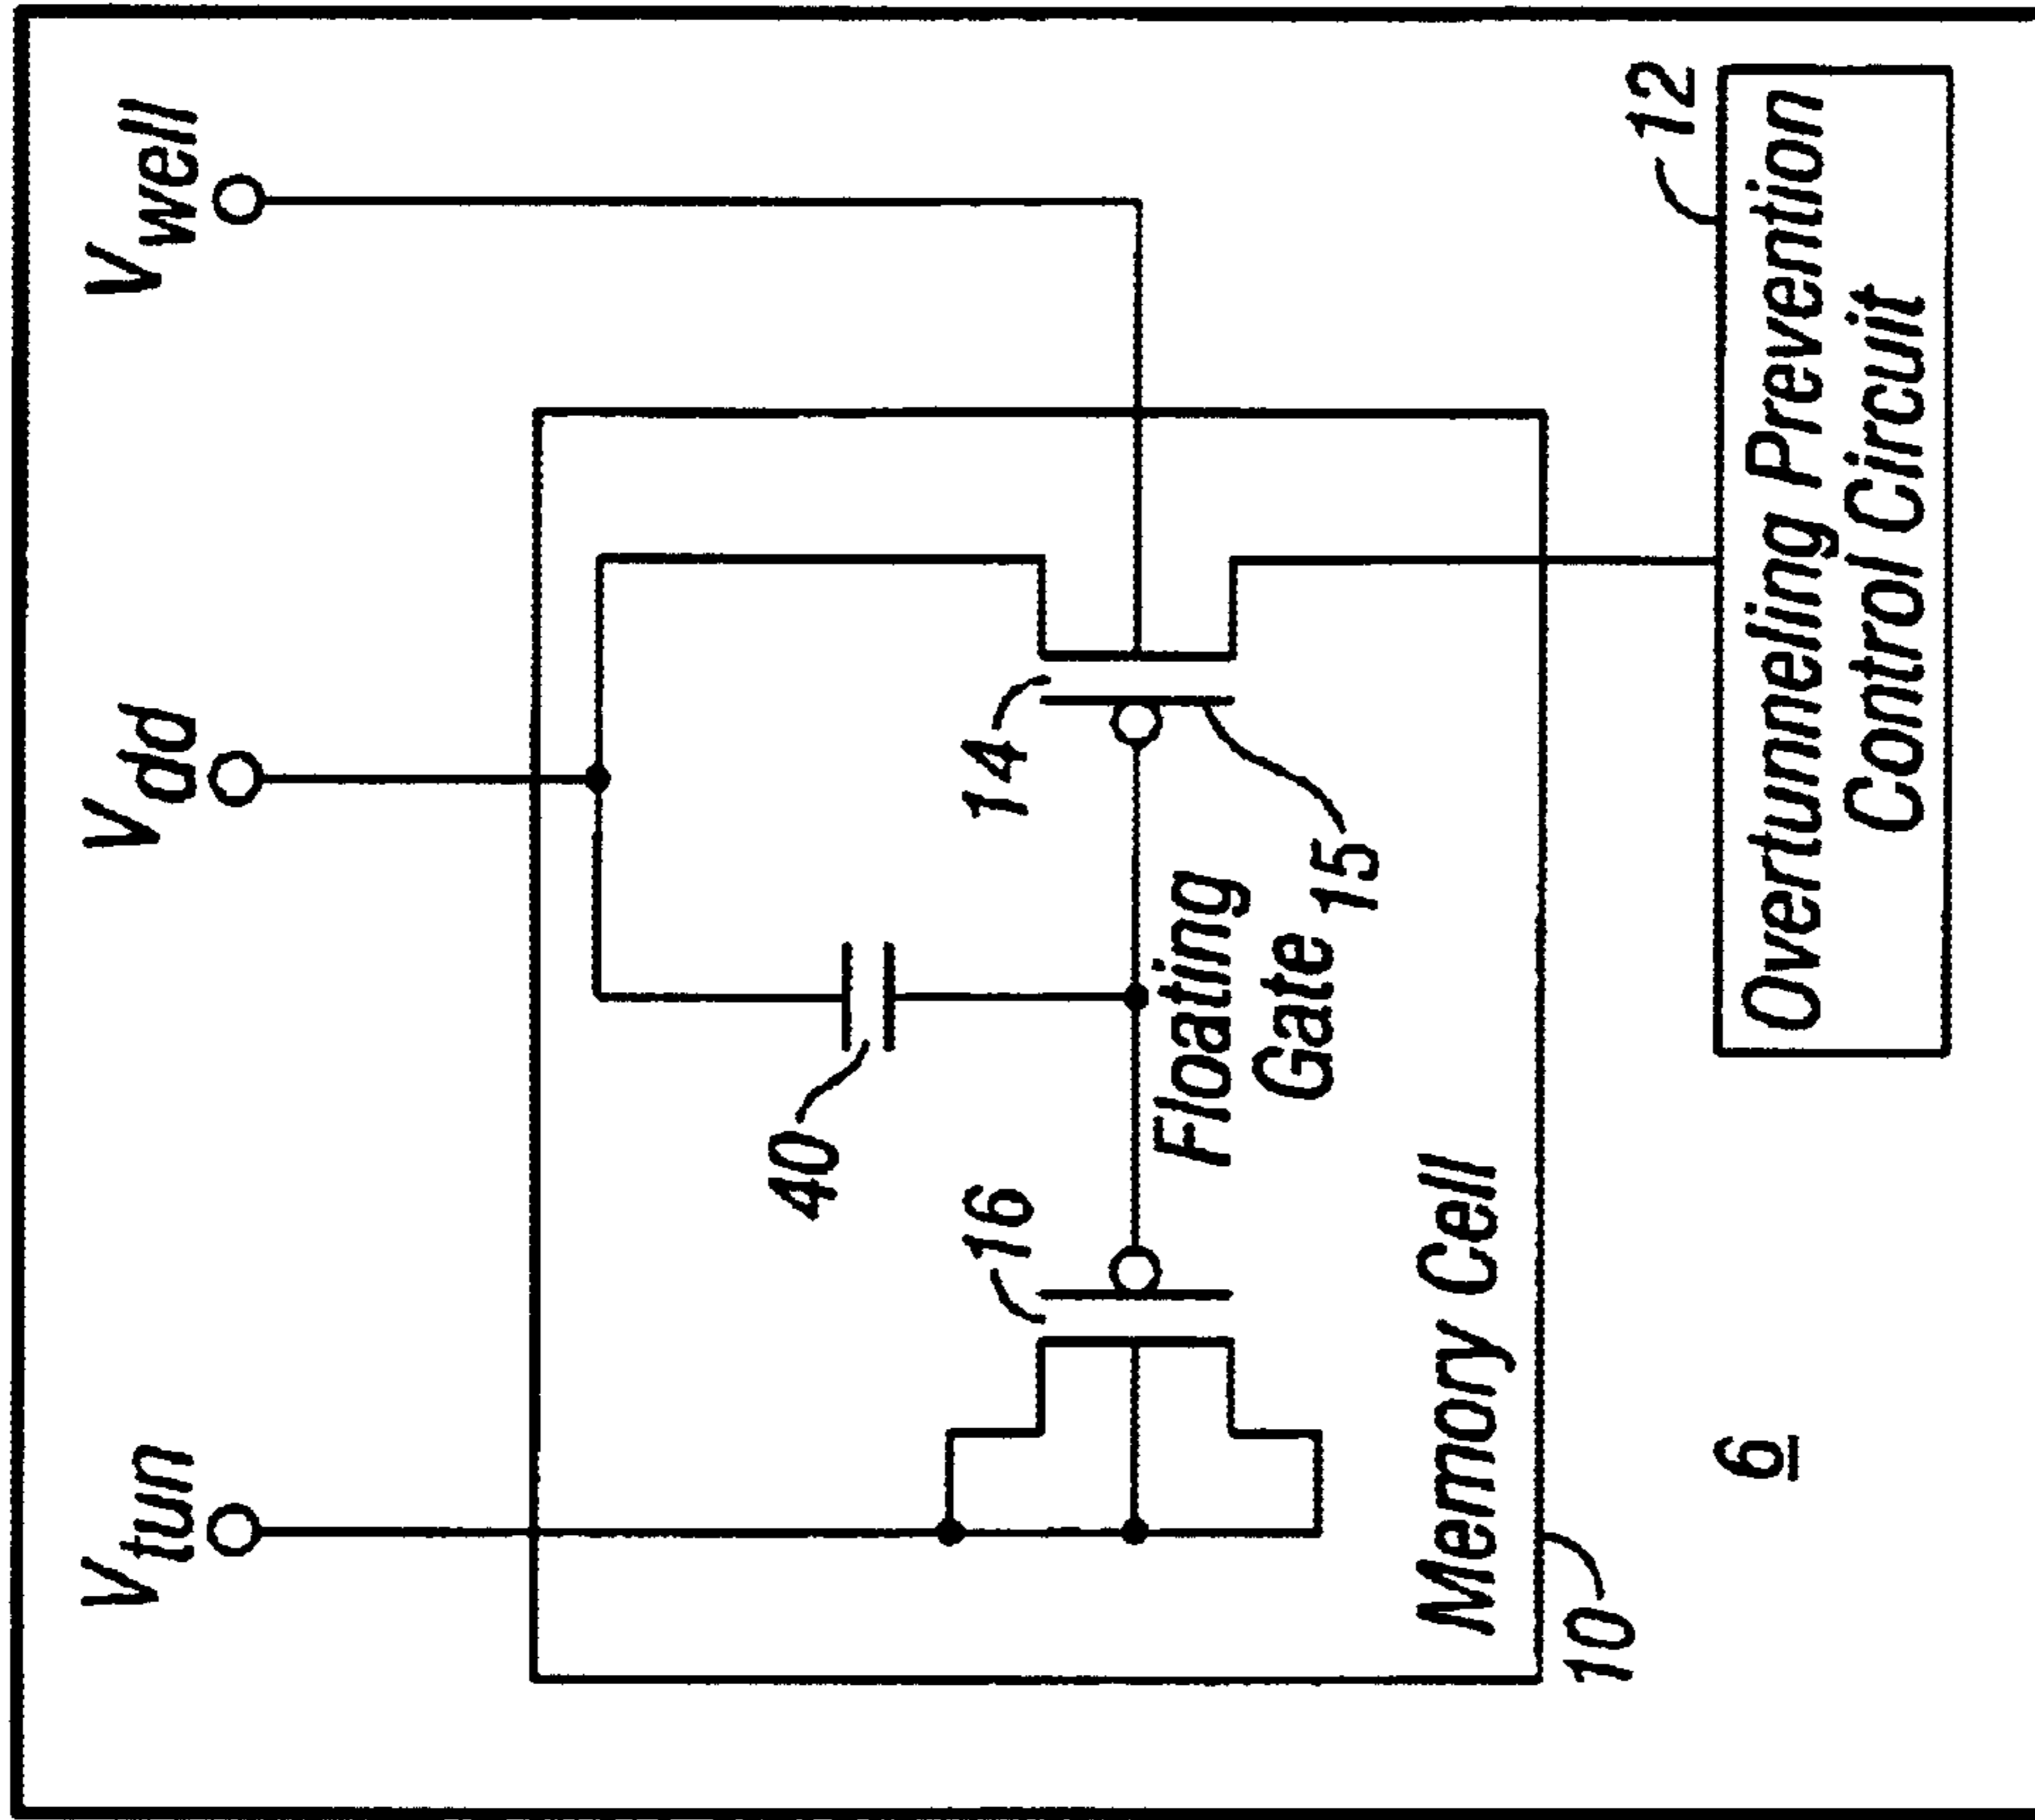 Vtun
Vdd
Vwell
40
16
14
Floating
Gate 15
Memory Cell
10
12
Overtunneling Prevention
Control Circuit
6